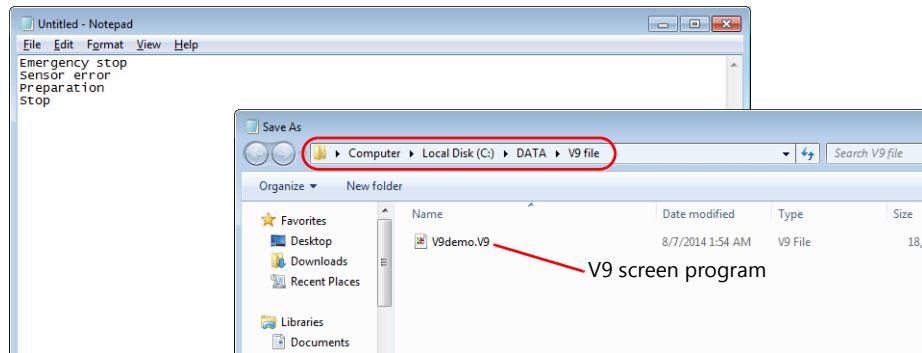 Untitled - Notepad
File Edit Format View Help
Emergency stop
Sensor error
Preparation
Stop
Save As
Computer Local Disk (C:) DATA V9 file
Search V9 file
Organize New folder
Name Date modified Type Size
Favorites
V9demo.V9 8/7/2014 1:54 AM V9 File 18,
Desktop
Downloads
V9 screen program
Recent Places
Libraries
Documents